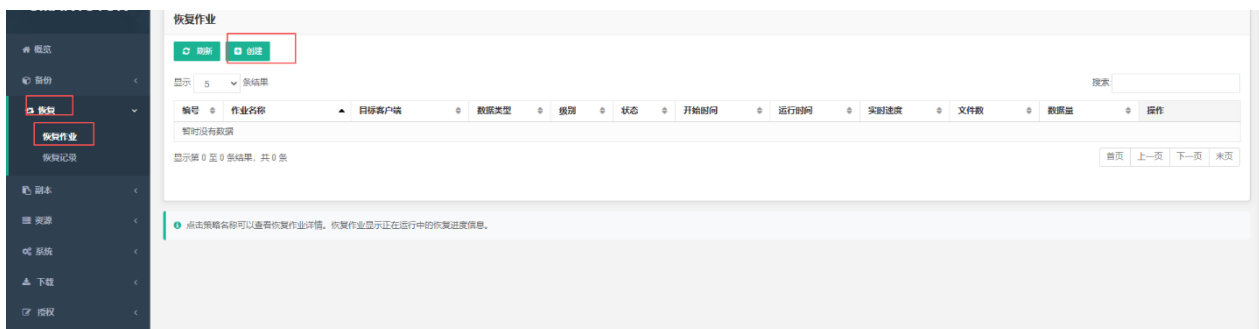 恢复作业
概览
刷新 创建
备份
显示 5 条结果 搜索:
恢复
编号 作业名称 目标客户端 数据类型 级别 状态 开始时间 运行时间 实时速度 文件数 数据量 操作
恢复作业
暂时没有数据
恢复记录
显示第 0 至 0 条结果，共 0 条 首页 上一页 下一页 末页
副本
资源
点击策略名称可以查看恢复作业详情。恢复作业显示正在运行中的恢复进度信息。
系统
下载
授权